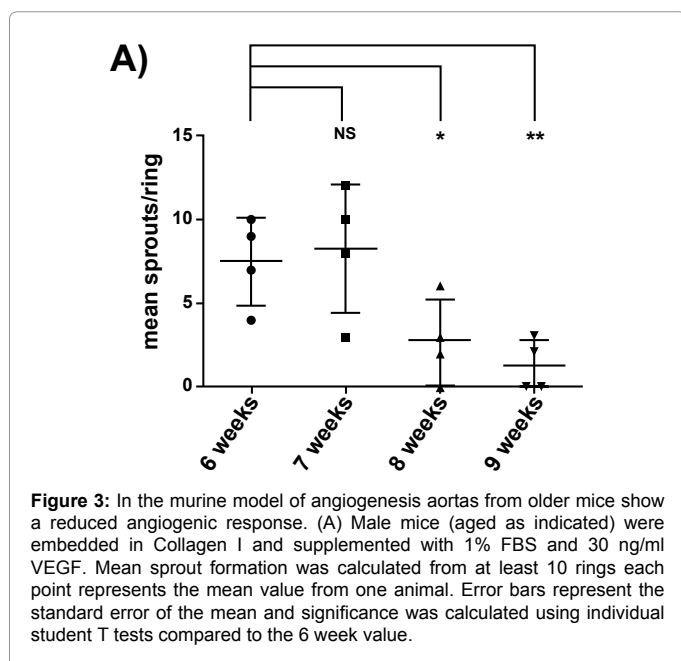 A)
NS * **
15
10
5
0
mean sprouts/ring
6 weeks
7 weeks
8 weeks
9 weeks
Figure 3: In the murine model of angiogenesis aortas from older mice show
a reduced angiogenic response. (A) Male mice (aged as indicated) were
embedded in Collagen I and supplemented with 1% FBS and 30 ng/ml
VEGF. Mean sprout formation was calculated from at least 10 rings each
point represents the mean value from one animal. Error bars represent the
standard error of the mean and significance was calculated using individual
student T tests compared to the 6 week value.